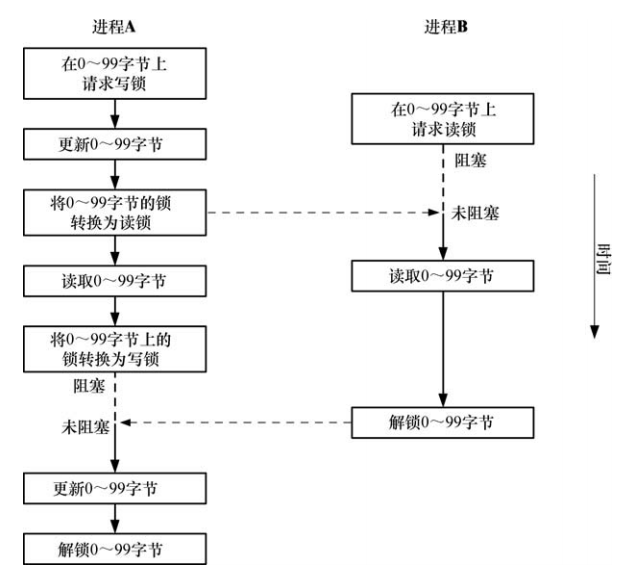 进程A
在0～99字节上
请求写锁
更新0～99字节
将0～99字节的锁
转换为读锁
读取0～99字节
将0～99字节上的
锁转换为写锁
阻塞
未阻塞
更新0～99字节
解锁0～99字节
进程B
在0～99字节上
请求读锁
阻塞
未阻塞
读取0～99字节
解锁0～99字节
时间